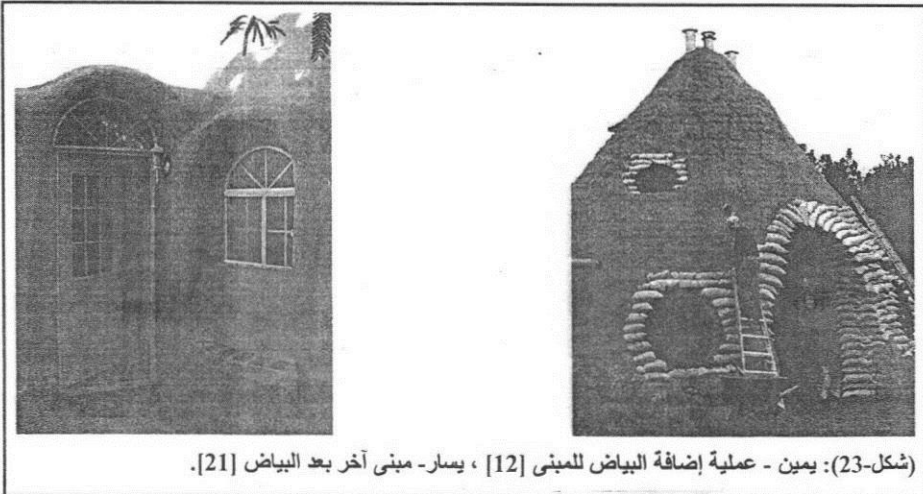 (شكل-23): يمين - عملية إضافة البياض للمبنى [12] ، يسار- مبنى آخر بعد البياض [21].